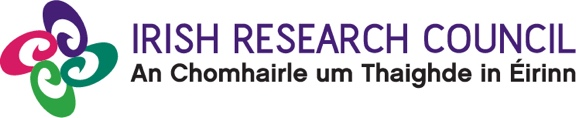 IRISH RESEARCH COUNCIL
An Chomhairle um Thaighde in Éirinn